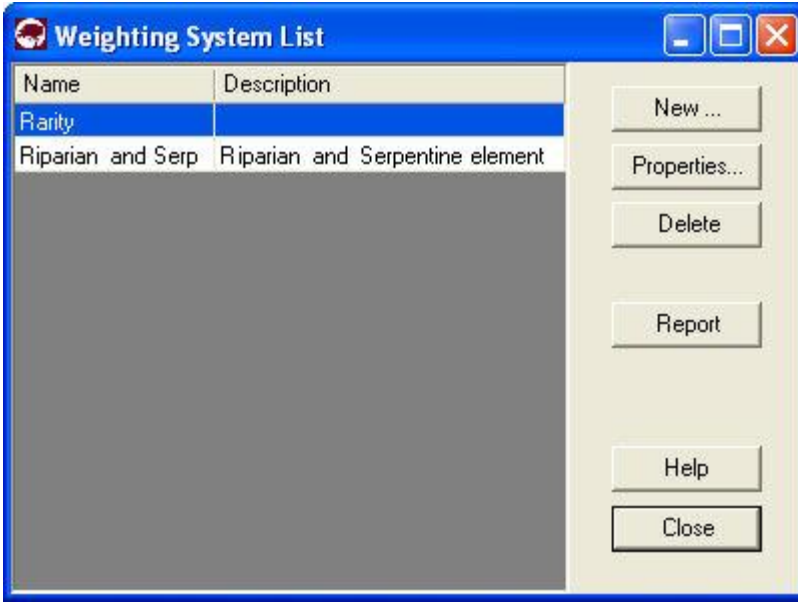 Weighting System List
Name Description
Rarity
Riparian and Serp Riparian and Serpentine element
New ...
Properties...
Delete
Report
Help
Close